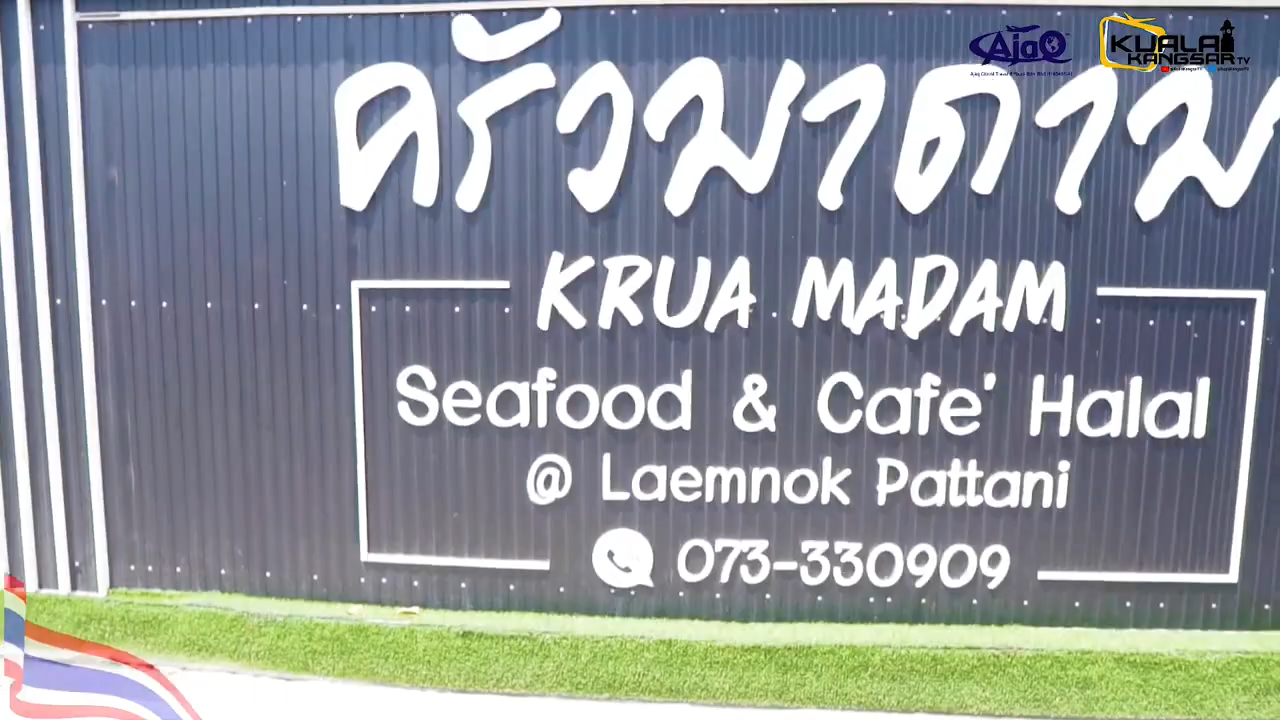 AjaQ
KUALA
KANGSAR TV
ครัวมาดาม
KRUA MADAM
Seafood & Cafe' Halal
@ Laemnok Pattani
073-330909